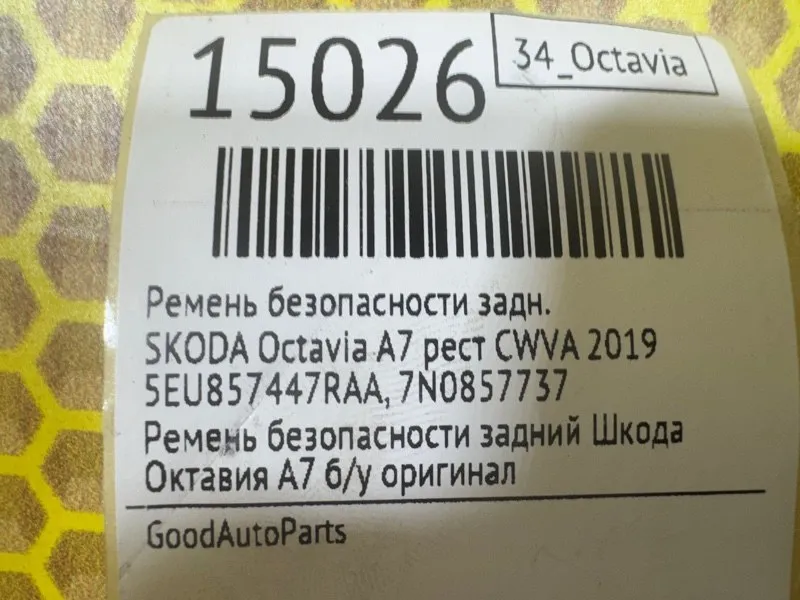 15026
34_Octavia
Ремень безопасности задн.
SKODA Octavia A7 рест CWVA 2019
5EU857447RAA, 7N0857737
Ремень безопасности задний Шкода
Октавия А7 б/у оригинал
GoodAutoParts